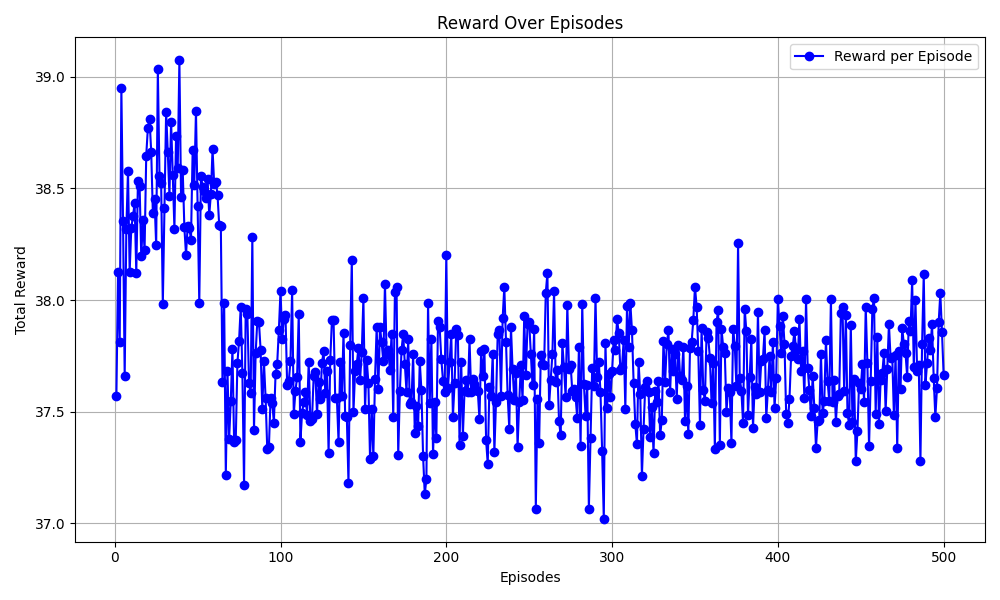 Reward Over Episodes
Reward per Episode
Total Reward
39.0
38.5
38.0
37.5
37.0
0 100 200 300 400 500
Episodes